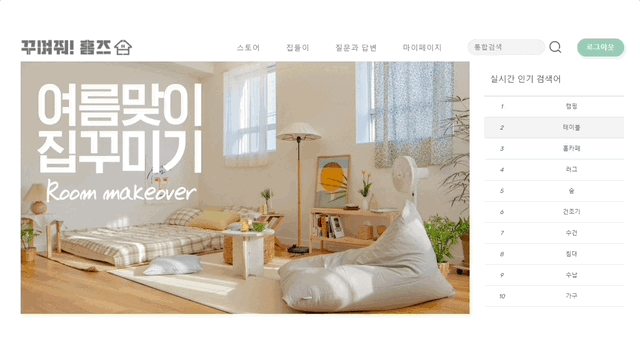 꾸며줘! 홈즈
스토어 집들이 질문과 답변 마이페이지
통합검색
로그아웃
여름맞이
집꾸미기
Room makeover
실시간 인기 검색어
1 캠핑
2 테이블
3 홈카페
4 러그
5 숲
6 건조기
7 수건
8 침대
9 수납
10 가구